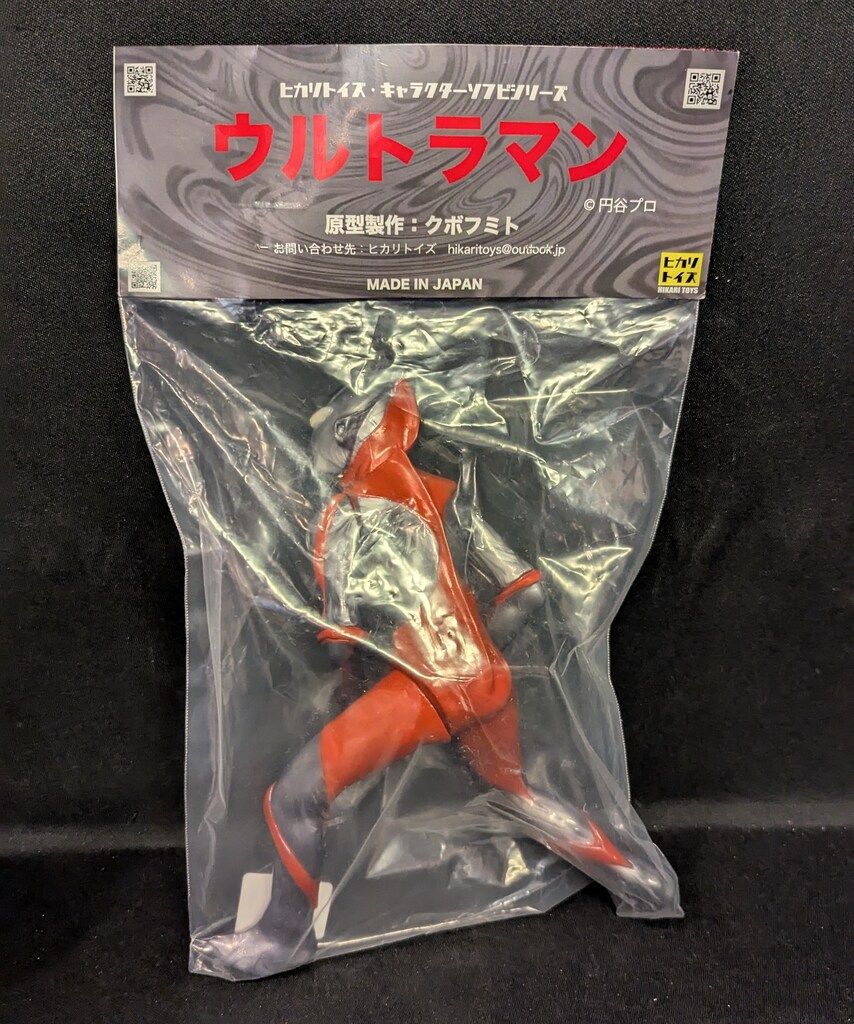 ヒカリトイズ・キャラクターソフビシリーズ
ウルトラマン
© 円谷プロ
原型製作：クボフミト
お問い合わせ先：ヒカリトイズ hikaritoys@outlook.jp
MADE IN JAPAN
ヒカリ
トイズ
HIKARI TOYS